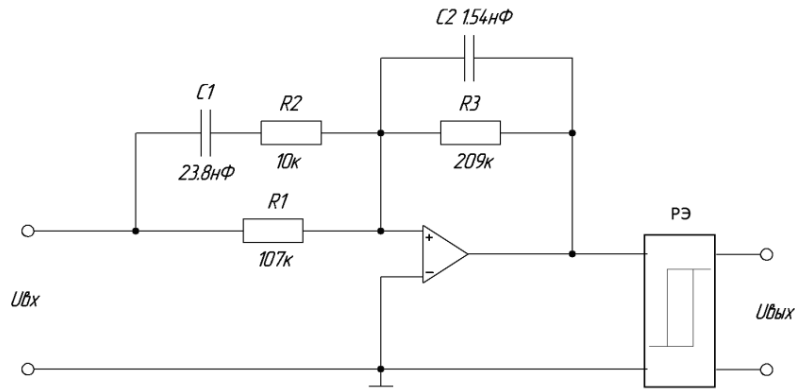 C2 1.54нФ
C1
R2
R3
23.8нФ
10к
209к
R1
РЭ
+
107к
−
Uвх
Uвых